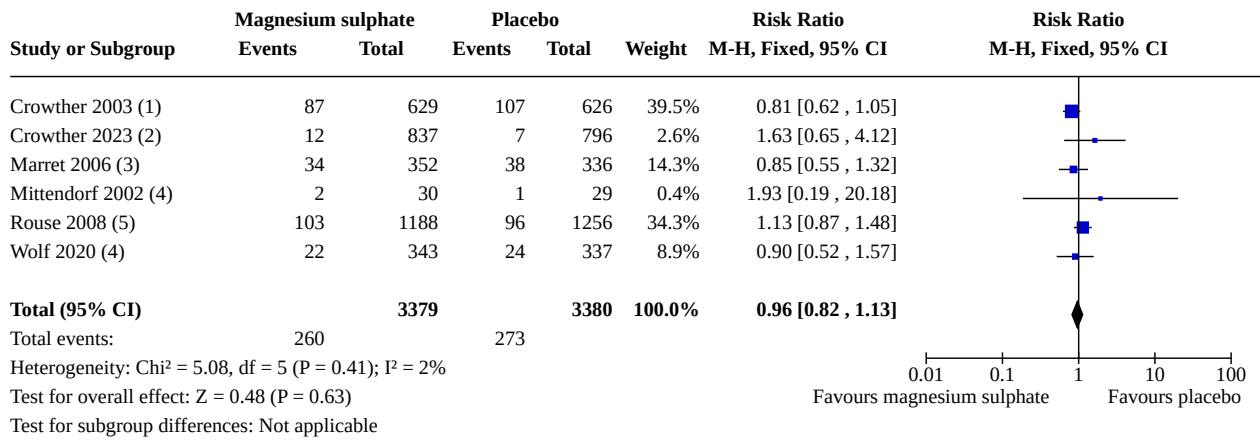 Magnesium sulphate Placebo Risk Ratio Risk Ratio
Study or Subgroup Events Total Events Total Weight M-H, Fixed, 95% CI M-H, Fixed, 95% CI
Crowther 2003 (1) 87 629 107 626 39.5% 0.81 [0.62 , 1.05]
Crowther 2023 (2) 12 837 7 796 2.6% 1.63 [0.65 , 4.12]
Marret 2006 (3) 34 352 38 336 14.3% 0.85 [0.55 , 1.32]
Mittendorf 2002 (4) 2 30 1 29 0.4% 1.93 [0.19 , 20.18]
Rouse 2008 (5) 103 1188 96 1256 34.3% 1.13 [0.87 , 1.48]
Wolf 2020 (4) 22 343 24 337 8.9% 0.90 [0.52 , 1.57]
Total (95% CI) 3379 3380 100.0% 0.96 [0.82 , 1.13]
Total events: 260 273
Heterogeneity: Chi² = 5.08, df = 5 (P = 0.41); I² = 2%
0.01 0.1 1 10 100
Test for overall effect: Z = 0.48 (P = 0.63) Favours magnesium sulphate Favours placebo
Test for subgroup differences: Not applicable